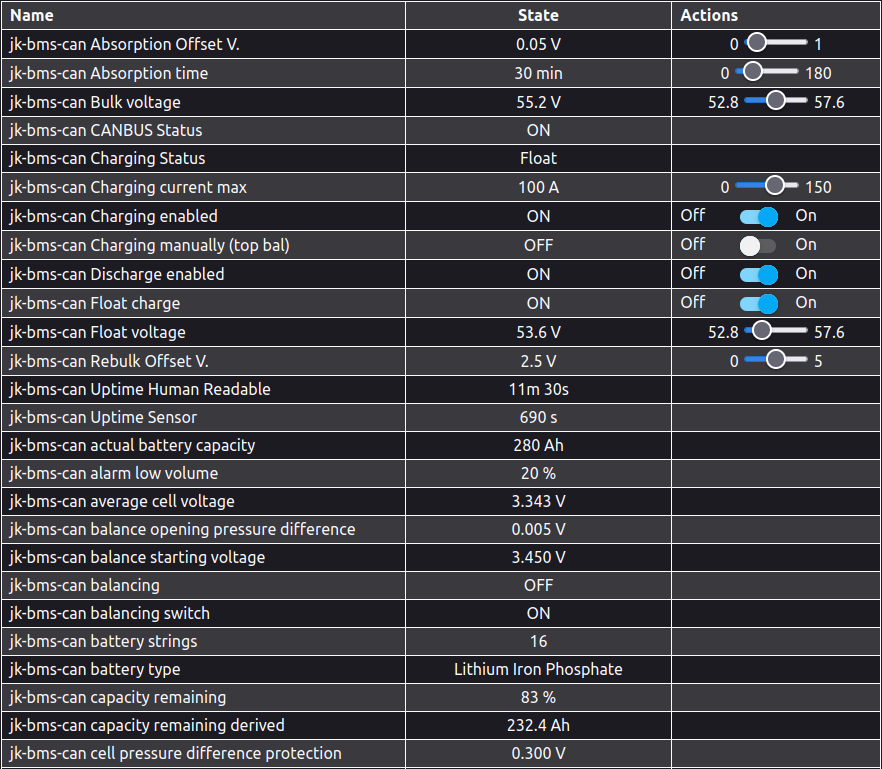 Name State Actions
jk-bms-can Absorption Offset V. 0.05 V 0 1
jk-bms-can Absorption time 30 min 0 180
jk-bms-can Bulk voltage 55.2 V 52.8 57.6
jk-bms-can CANBUS Status ON
jk-bms-can Charging Status Float
jk-bms-can Charging current max 100 A 0 150
jk-bms-can Charging enabled ON Off On
jk-bms-can Charging manually (top bal) OFF Off On
jk-bms-can Discharge enabled ON Off On
jk-bms-can Float charge ON Off On
jk-bms-can Float voltage 53.6 V 52.8 57.6
jk-bms-can Rebulk Offset V. 2.5 V 0 5
jk-bms-can Uptime Human Readable 11m 30s
jk-bms-can Uptime Sensor 690 s
jk-bms-can actual battery capacity 280 Ah
jk-bms-can alarm low volume 20 %
jk-bms-can average cell voltage 3.343 V
jk-bms-can balance opening pressure difference 0.005 V
jk-bms-can balance starting voltage 3.450 V
jk-bms-can balancing OFF
jk-bms-can balancing switch ON
jk-bms-can battery strings 16
jk-bms-can battery type Lithium Iron Phosphate
jk-bms-can capacity remaining 83 %
jk-bms-can capacity remaining derived 232.4 Ah
jk-bms-can cell pressure difference protection 0.300 V